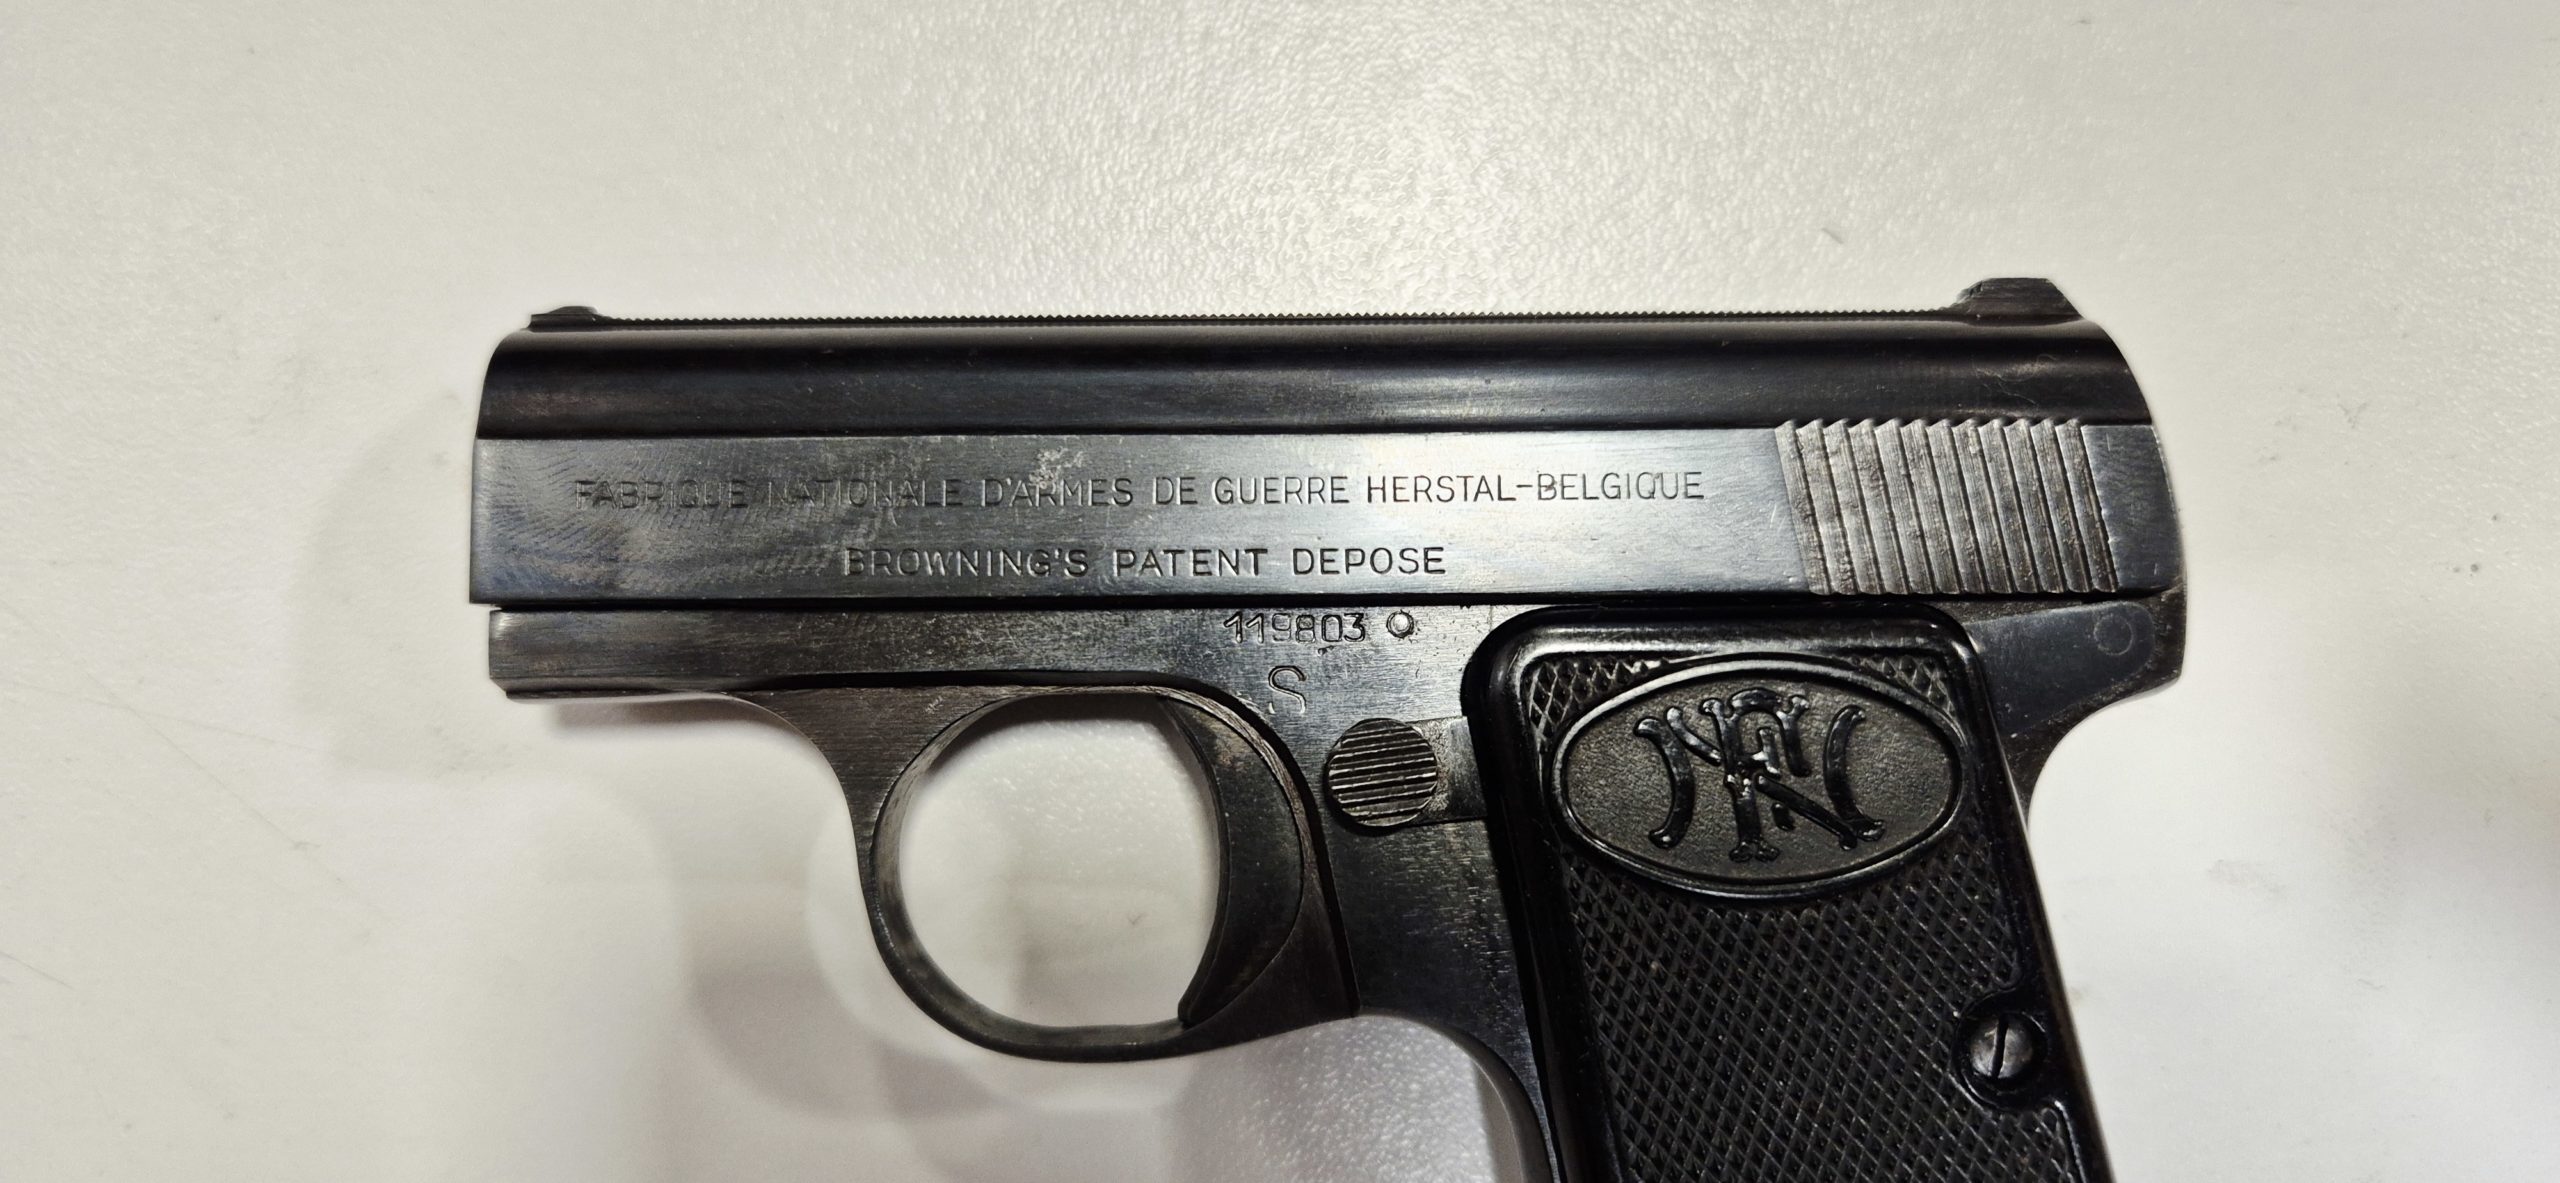 FABRIQUE NATIONALE D'ARMES DE GUERRE HERSTAL-BELGIQUE
BROWNING'S PATENT DEPOSE
119803
S
FN